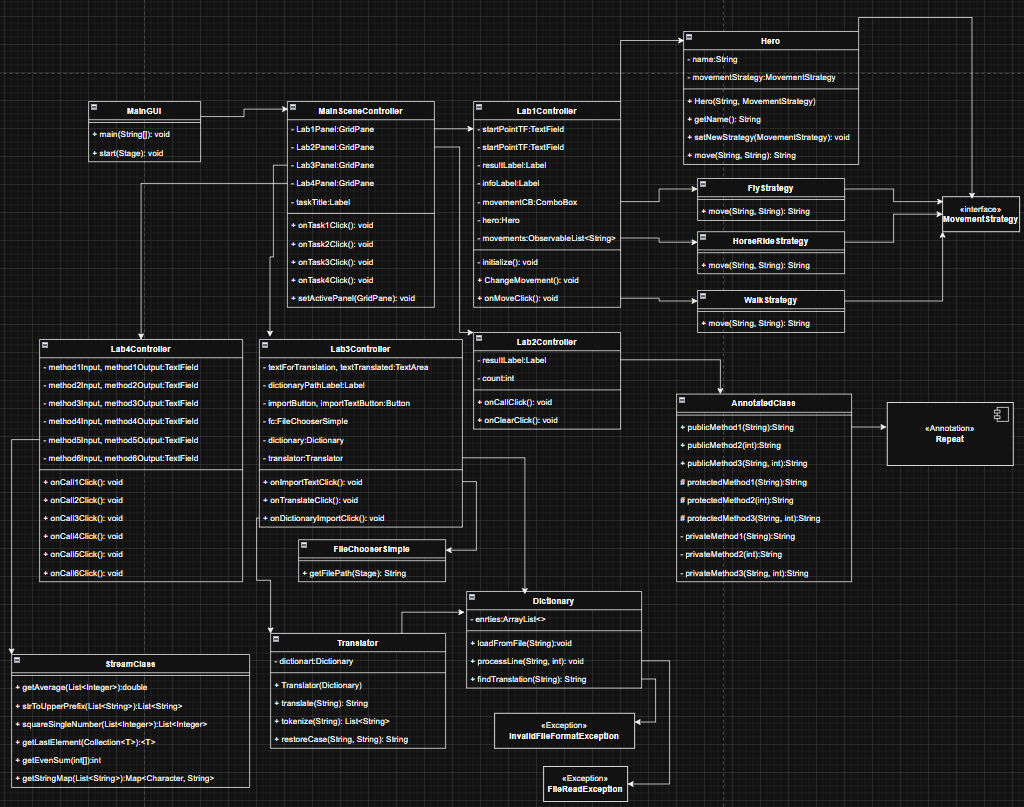 MainGUI
+ main(String[]): void
+ start(Stage): void
MainSceneController
- Lab1Panel:GridPane
- Lab2Panel:GridPane
- Lab3Panel:GridPane
- Lab4Panel:GridPane
- taskTitle:Label
+ onTask1Click(): void
+ onTask2Click(): void
+ onTask3Click(): void
+ onTask4Click(): void
+ setActivePanel(GridPane): void
Lab1Controller
- startPointTF:TextField
- startPointTF:TextField
- resultLabel:Label
- infoLabel:Label
- movementCB:ComboBox
- hero:Hero
- movements:ObservableList<String>
- initialize(): void
+ ChangeMovement(): void
+ onMoveClick(): void
Hero
- name:String
- movementStrategy:MovementStrategy
+ Hero(String, MovementStrategy)
+ getName(): String
+ setNewStrategy(MovementStrategy): void
+ move(String, String): String
FlyStrategy
+ move(String, String): String
HorseRideStrategy
+ move(String, String): String
WalkStrategy
+ move(String, String): String
«interface»
MovementStrategy
Lab4Controller
- method1Input, method1Output:TextField
- method2Input, method2Output:TextField
- method3Input, method3Output:TextField
- method4Input, method4Output:TextField
- method5Input, method5Output:TextField
- method6Input, method6Output:TextField
+ onCall1Click(): void
+ onCall2Click(): void
+ onCall3Click(): void
+ onCall4Click(): void
+ onCall5Click(): void
+ onCall6Click(): void
Lab3Controller
- textForTranslation, textTranslated:TextArea
- dictionaryPathLabel:Label
- importButton, importTextButton:Button
- fc:FileChooserSimple
- dictionary:Dictionary
- translator:Translator
+ onImportTextClick(): void
+ onTranslateClick(): void
+ onDictionaryImportClick(): void
Lab2Controller
- resultLabel:Label
- count:int
+ onCallClick(): void
+ onClearClick(): void
AnnotatedClass
+ publicMethod1(String):String
+ publicMethod2(int):String
+ publicMethod3(String, int):String
# protectedMethod1(String):String
# protectedMethod2(int):String
# protectedMethod3(String, int):String
- privateMethod1(String):String
- privateMethod2(int):String
- privateMethod3(String, int):String
«Annotation»
Repeat
FileChooserSimple
+ getFilePath(Stage): String
Dictionary
- enrties:ArrayList<>
+ loadFromFile(String):void
+ processLine(String, int): void
+ findTranslation(String): String
Translator
- dictionart:Dictionary
+ Translator(Dictionary)
+ translate(String): String
+ tokenize(String): List<String>
+ restoreCase(String, String): String
StreamClass
+ getAverage(List<Integer>):double
+ strToUpperPrefix(List<String>):List<String>
+ squareSingleNumber(List<Integer>):List<Integer>
+ getLastElement(Collection<T>):<T>
+ getEvenSum(int[]):int
+ getStringMap(List<String>):Map<Character, String>
«Exception»
InvalidFileFormatException
«Exception»
FileReadException